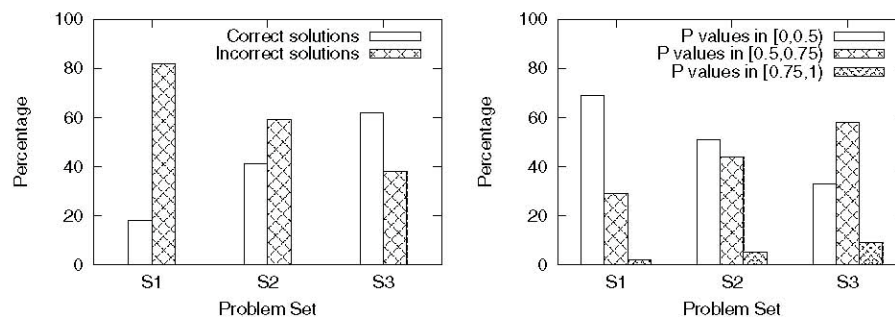 100
80
60
40
20
0
Percentage
Correct solutions
Incorrect solutions
S1 S2 S3
Problem Set
100
80
60
40
20
0
Percentage
P values in [0,0.5)
P values in [0.5,0.75)
P values in [0.75,1)
S1 S2 S3
Problem Set